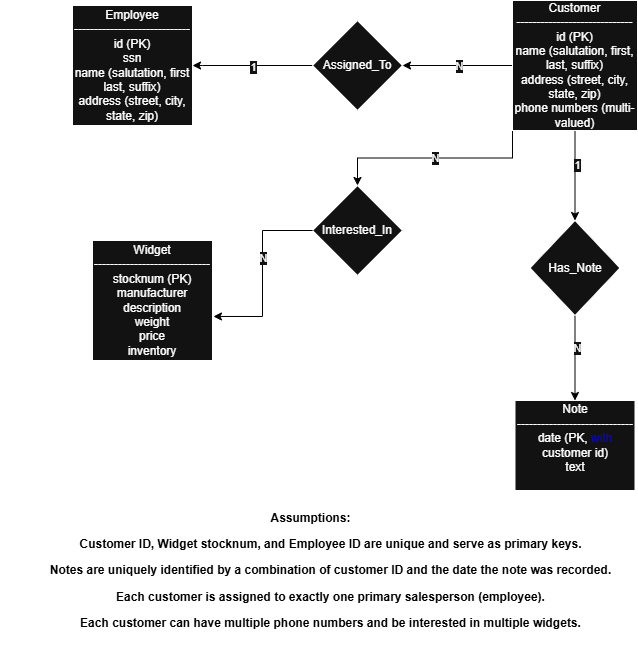 Employee
id (PK)
ssn
name (salutation, first
last, suffix)
address (street, city,
state, zip)
Customer
id (PK)
name (salutation, first,
last, suffix)
address (street, city,
state, zip)
phone numbers (multi-
valued)
Assigned_To
1
N
N
1
Interested_In
N
Has_Note
N
Widget
stocknum (PK)
manufacturer
description
weight
price
inventory
Note
date (PK, with
customer id)
text
Assumptions:
Customer ID, Widget stocknum, and Employee ID are unique and serve as primary keys.
Notes are uniquely identified by a combination of customer ID and the date the note was recorded.
Each customer is assigned to exactly one primary salesperson (employee).
Each customer can have multiple phone numbers and be interested in multiple widgets.